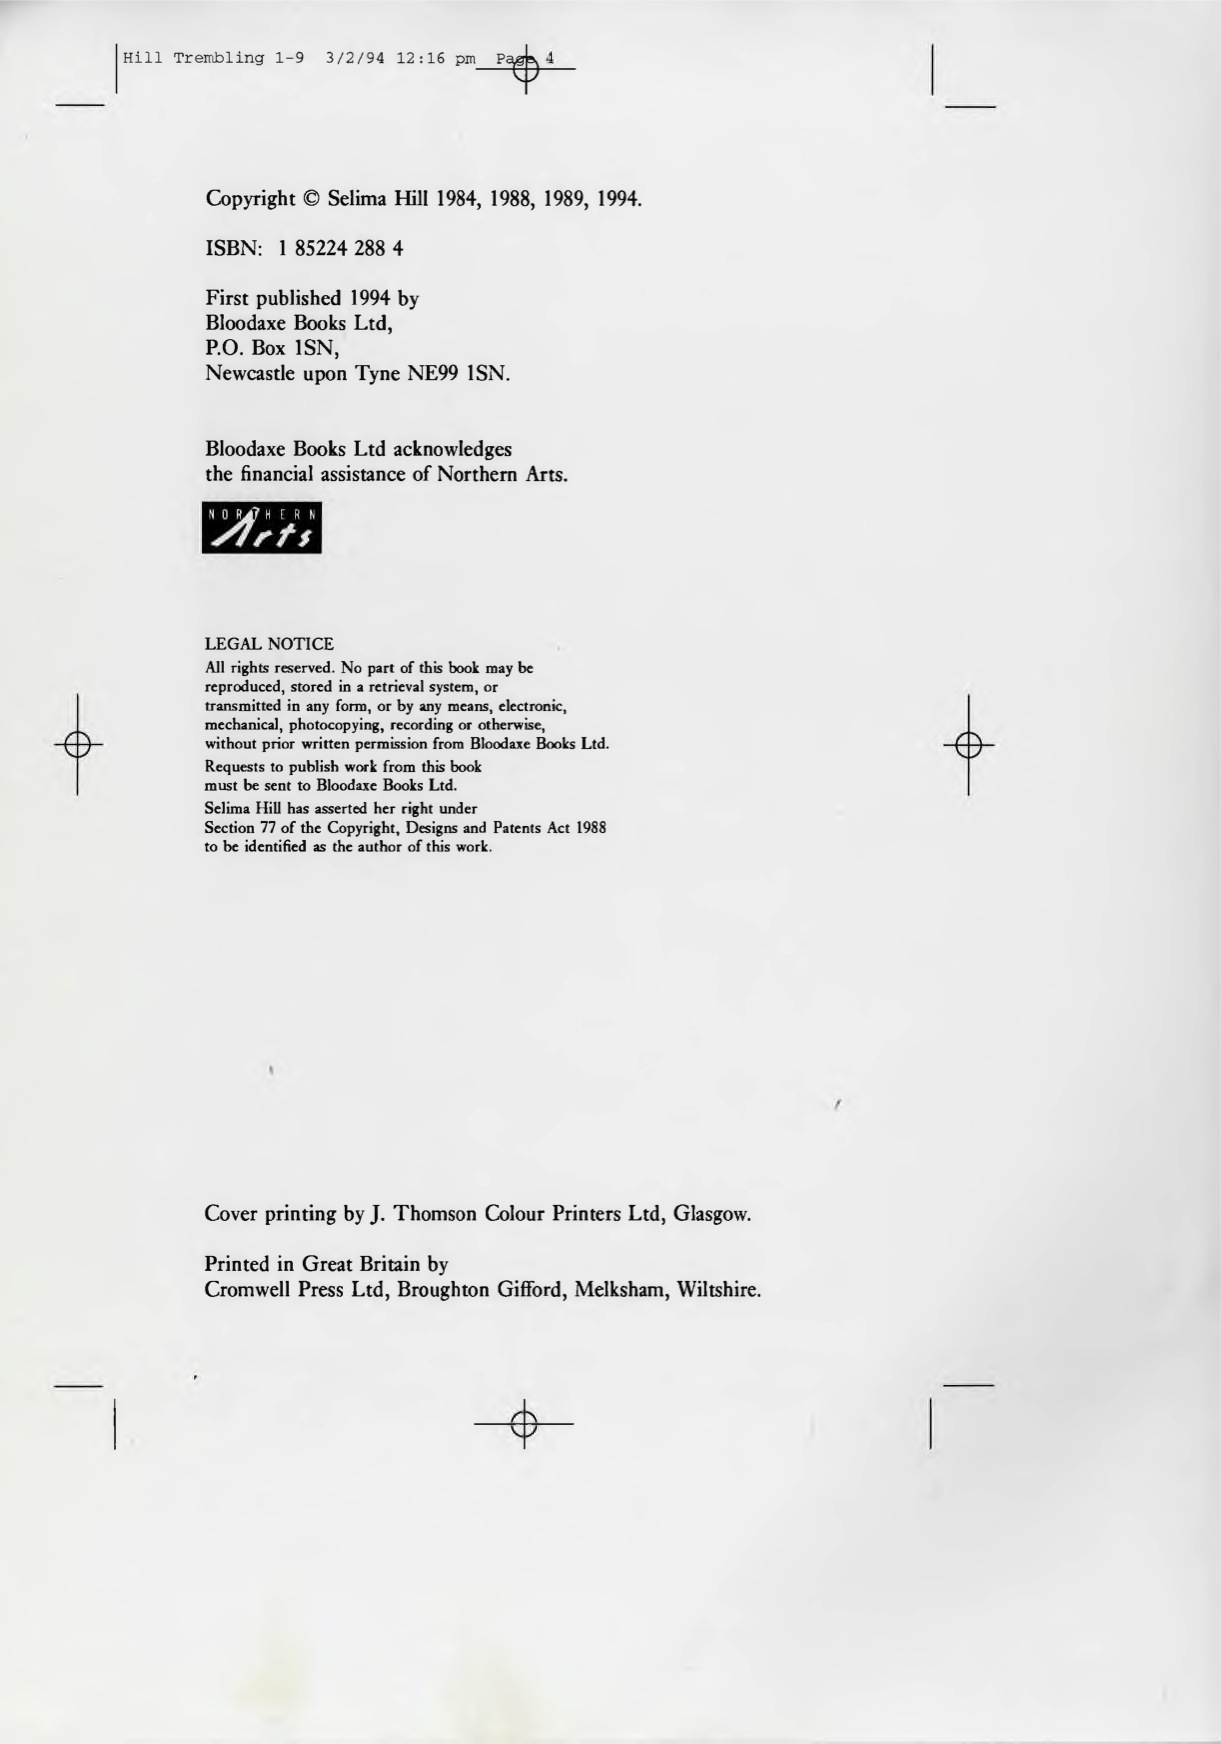 Hill Trembling 1-9 3/2/94 12:16 pm Page 4
Copyright © Selima Hill 1984, 1988, 1989, 1994.
ISBN: 1 85224 288 4
First published 1994 by
Bloodaxe Books Ltd,
P.O. Box 1SN,
Newcastle upon Tyne NE99 1SN.
Bloodaxe Books Ltd acknowledges
the financial assistance of Northern Arts.
NORTHERN
Arts
LEGAL NOTICE
All rights reserved. No part of this book may be
reproduced, stored in a retrieval system, or
transmitted in any form, or by any means, electronic,
mechanical, photocopying, recording or otherwise,
without prior written permission from Bloodaxe Books Ltd.
Requests to publish work from this book
must be sent to Bloodaxe Books Ltd.
Selima Hill has asserted her right under
Section 77 of the Copyright, Designs and Patents Act 1988
to be identified as the author of this work.
Cover printing by J. Thomson Colour Printers Ltd, Glasgow.
Printed in Great Britain by
Cromwell Press Ltd, Broughton Gifford, Melksham, Wiltshire.